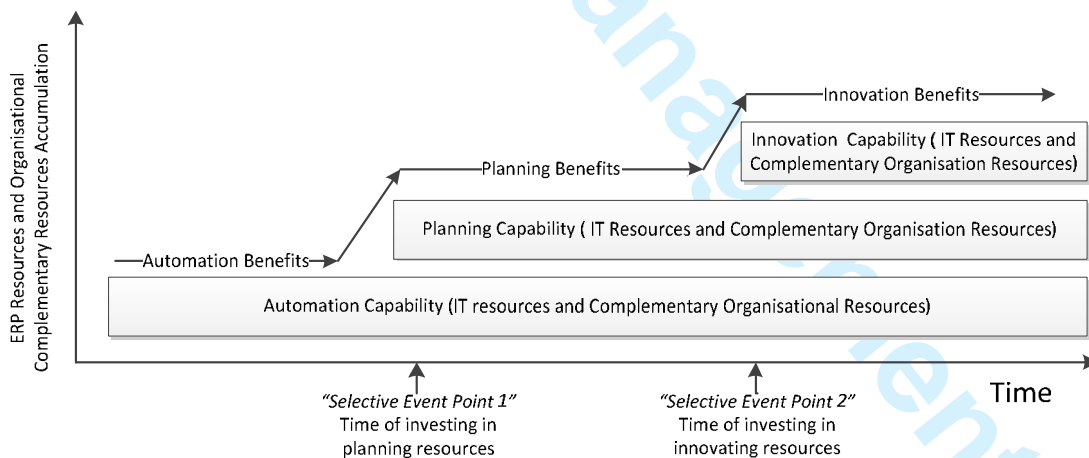 ERP Resources and Organisational
Complementary Resources Accumulation
Innovation Benefits
Innovation Capability ( IT Resources and
Complementary Organisation Resources)
Planning Benefits
Planning Capability ( IT Resources and Complementary Organisation Resources)
Automation Benefits
Automation Capability (IT resources and Complementary Organisational Resources)
Time
“Selective Event Point 1”
Time of investing in
planning resources
“Selective Event Point 2”
Time of investing in
innovating resources